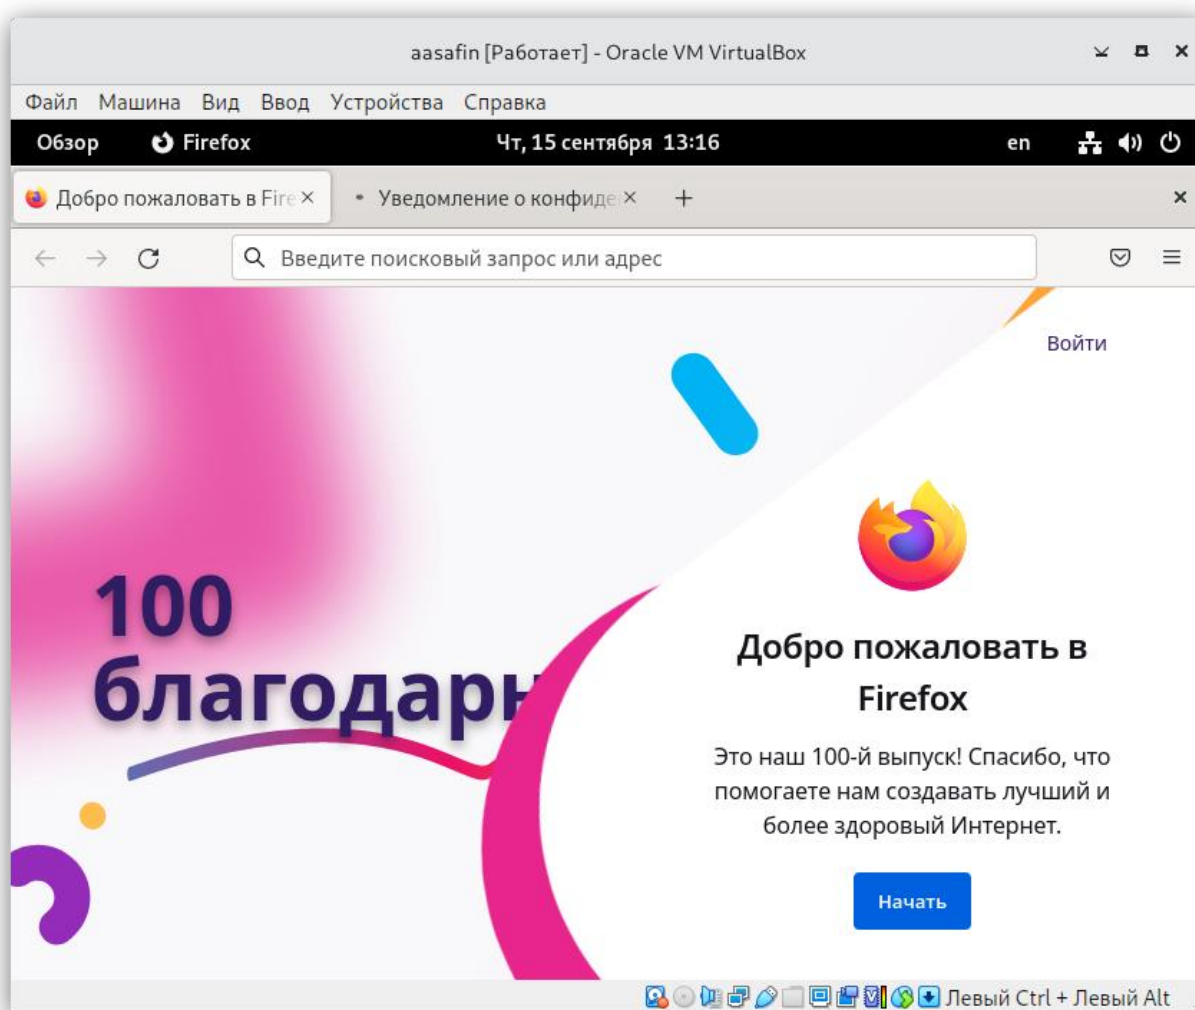 aasafin [Работает] - Oracle VM VirtualBox
Файл Машина Вид Ввод Устройства Справка
Обзор Firefox Чт, 15 сентября 13:16 en
Добро пожаловать в Fire Уведомление о конфиде
Введите поисковый запрос или адрес
Войти
100
благодарн
Добро пожаловать в
Firefox
Это наш 100-й выпуск! Спасибо, что
помогаете нам создавать лучший и
более здоровый Интернет.
Начать
Левый Ctrl + Левый Alt